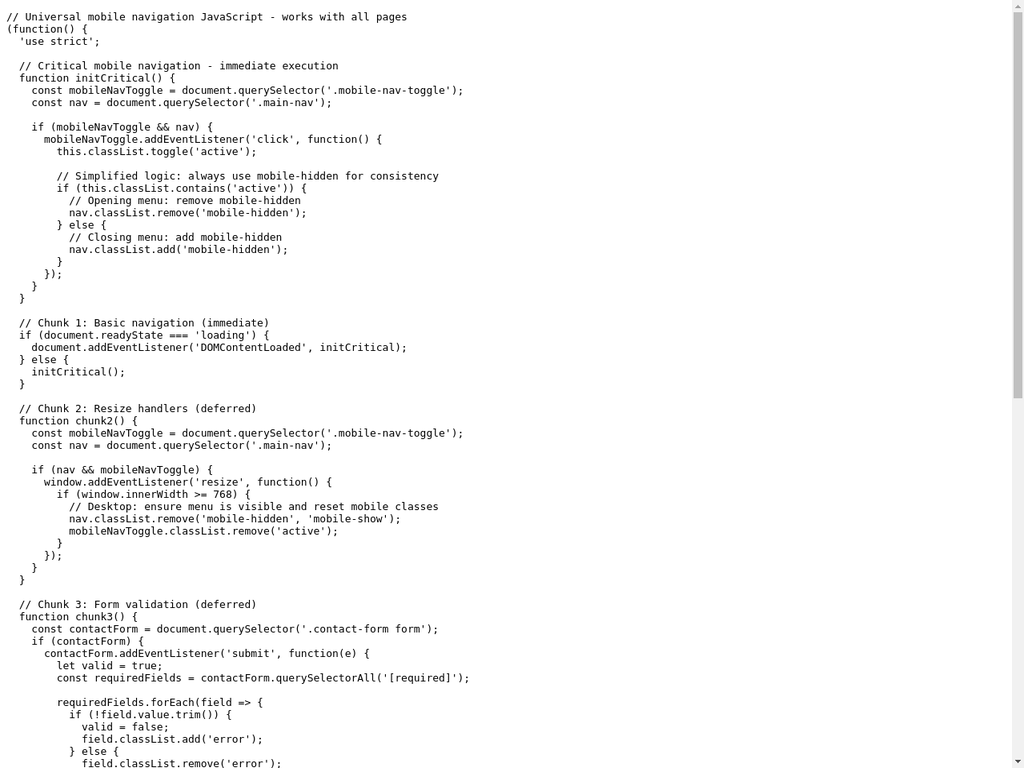 // Universal mobile navigation JavaScript - works with all pages
(function() {
  'use strict';

  // Critical mobile navigation - immediate execution
  function initCritical() {
    const mobileNavToggle = document.querySelector('.mobile-nav-toggle');
    const nav = document.querySelector('.main-nav');

    if (mobileNavToggle && nav) {
      mobileNavToggle.addEventListener('click', function() {
        this.classList.toggle('active');

        // Simplified logic: always use mobile-hidden for consistency
        if (this.classList.contains('active')) {
          // Opening menu: remove mobile-hidden
          nav.classList.remove('mobile-hidden');
        } else {
          // Closing menu: add mobile-hidden
          nav.classList.add('mobile-hidden');
        }
      });
    }
  }

  // Chunk 1: Basic navigation (immediate)
  if (document.readyState === 'loading') {
    document.addEventListener('DOMContentLoaded', initCritical);
  } else {
    initCritical();
  }

  // Chunk 2: Resize handlers (deferred)
  function chunk2() {
    const mobileNavToggle = document.querySelector('.mobile-nav-toggle');
    const nav = document.querySelector('.main-nav');

    if (nav && mobileNavToggle) {
      window.addEventListener('resize', function() {
        if (window.innerWidth >= 768) {
          // Desktop: ensure menu is visible and reset mobile classes
          nav.classList.remove('mobile-hidden', 'mobile-show');
          mobileNavToggle.classList.remove('active');
        }
      });
    }
  }

  // Chunk 3: Form validation (deferred)
  function chunk3() {
    const contactForm = document.querySelector('.contact-form form');
    if (contactForm) {
      contactForm.addEventListener('submit', function(e) {
        let valid = true;
        const requiredFields = contactForm.querySelectorAll('[required]');

        requiredFields.forEach(field => {
          if (!field.value.trim()) {
            valid = false;
            field.classList.add('error');
          } else {
            field.classList.remove('error');